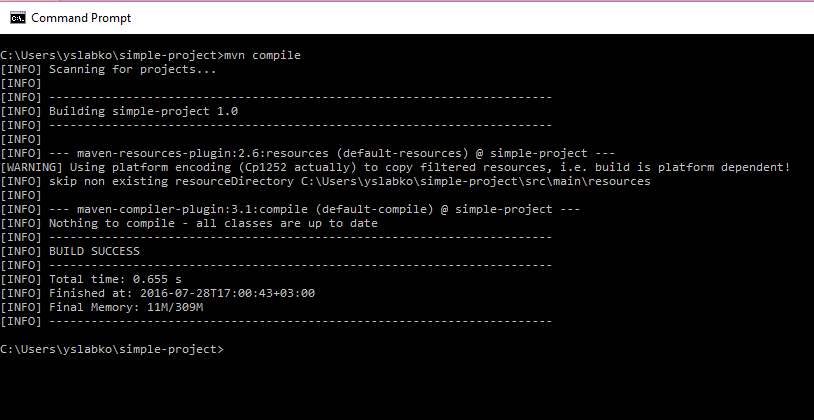 Command Prompt
C:\Users\yslabko\simple-project>mvn compile
[INFO] Scanning for projects...
[INFO]
[INFO] ------------------------------------------------------------------------
[INFO] Building simple-project 1.0
[INFO] ------------------------------------------------------------------------
[INFO]
[INFO] --- maven-resources-plugin:2.6:resources (default-resources) @ simple-project ---
[WARNING] Using platform encoding (Cp1252 actually) to copy filtered resources, i.e. build is platform dependent!
[INFO] skip non existing resourceDirectory C:\Users\yslabko\simple-project\src\main\resources
[INFO]
[INFO] --- maven-compiler-plugin:3.1:compile (default-compile) @ simple-project ---
[INFO] Nothing to compile - all classes are up to date
[INFO] ------------------------------------------------------------------------
[INFO] BUILD SUCCESS
[INFO] ------------------------------------------------------------------------
[INFO] Total time: 0.655 s
[INFO] Finished at: 2016-07-28T17:00:43+03:00
[INFO] Final Memory: 11M/309M
[INFO] ------------------------------------------------------------------------
C:\Users\yslabko\simple-project>